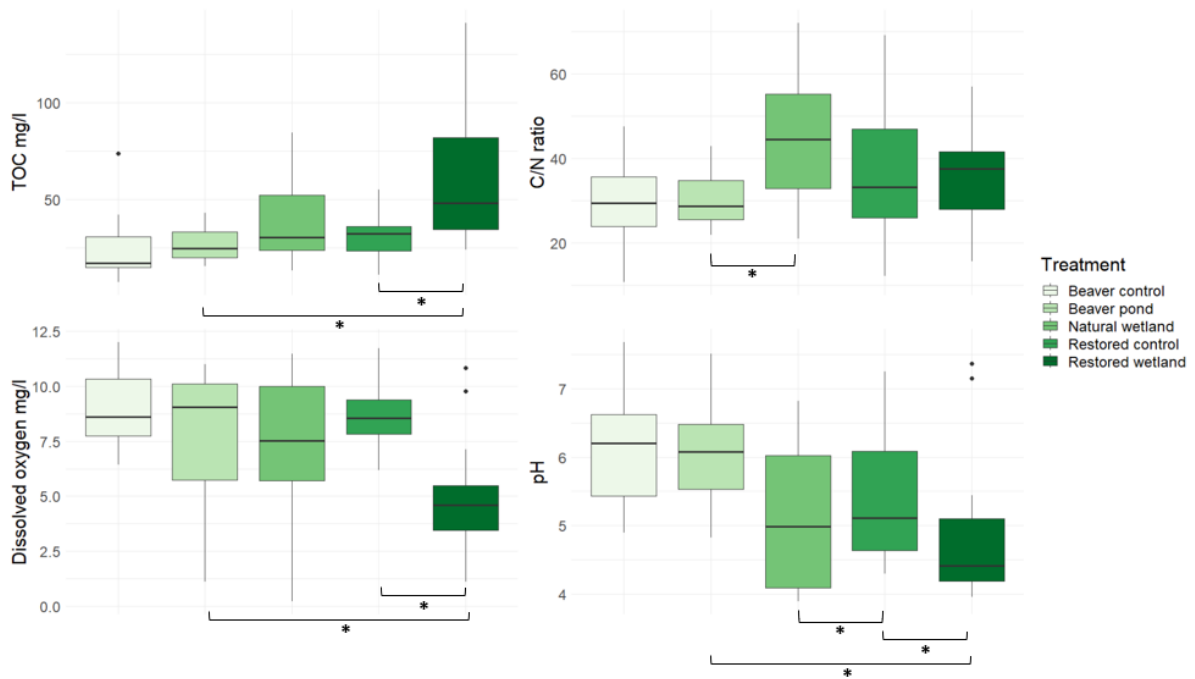 TOC mg/l
100
50
*
*
C/N ratio
60
40
20
*
Treatment
Beaver control
Beaver pond
Natural wetland
Restored control
Restored wetland
Dissolved oxygen mg/l
12.5
10.0
7.5
5.0
2.5
0.0
*
*
pH
7
6
5
4
*
*
*